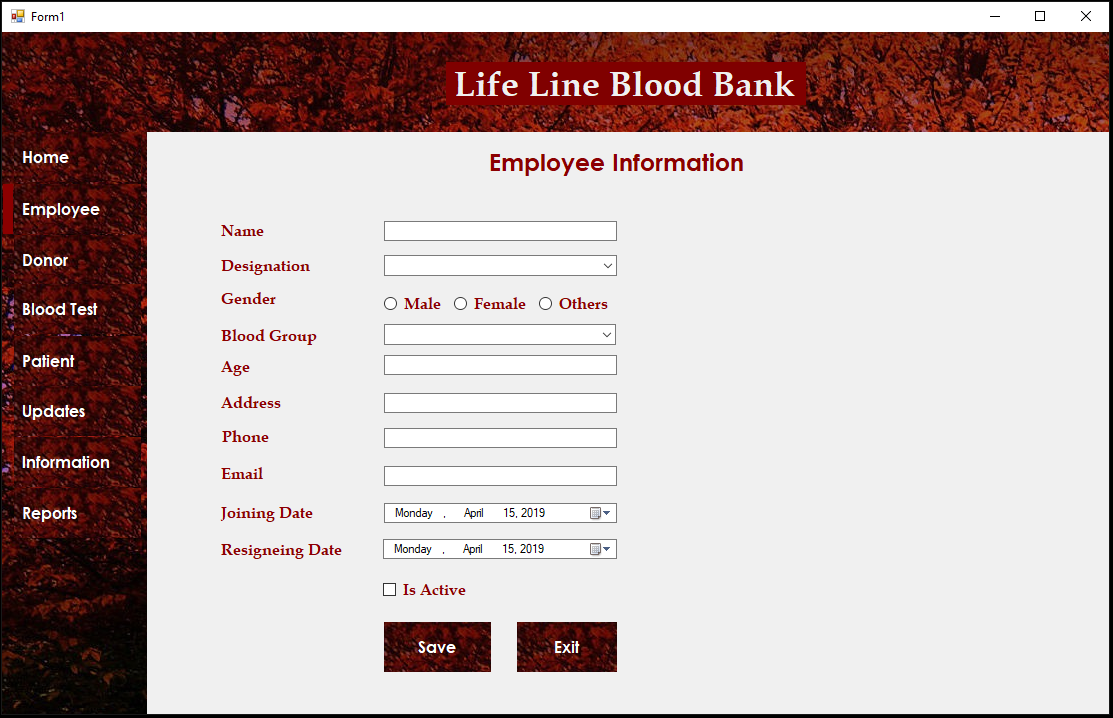 Form1
Life Line Blood Bank
Home
Employee
Donor
Blood Test
Patient
Updates
Information
Reports
Employee Information
Name
Designation
Gender
Male Female Others
Blood Group
Age
Address
Phone
Email
Joining Date Monday , April 15, 2019
Resigneing Date Monday , April 15, 2019
Is Active
Save Exit